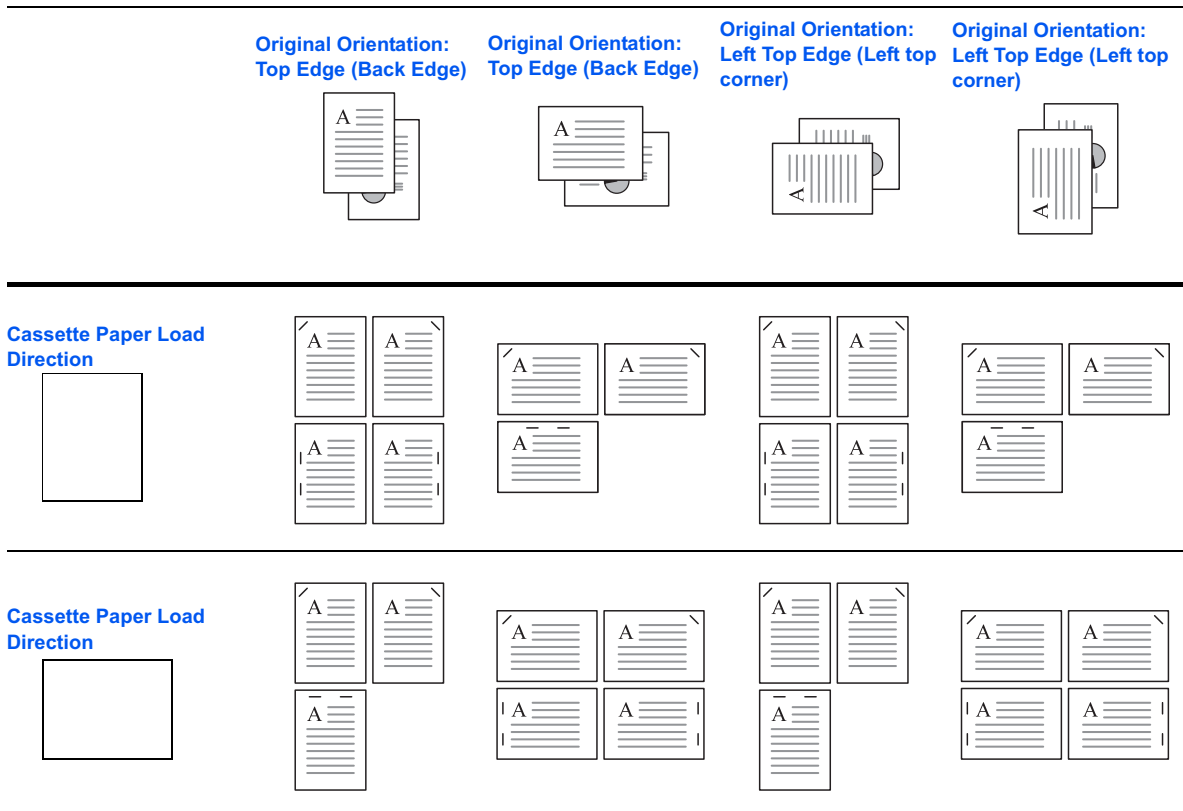 Original Orientation:
Top Edge (Back Edge)
Original Orientation:
Top Edge (Back Edge)
Original Orientation:
Left Top Edge (Left top
corner)
Original Orientation:
Left Top Edge (Left top
corner)
A
A
A
A
Cassette Paper Load
Direction
A A
A A
A A
A
A A
A A
A A
A
Cassette Paper Load
Direction
A A
A
A A
A A
A A
A
A A
A A